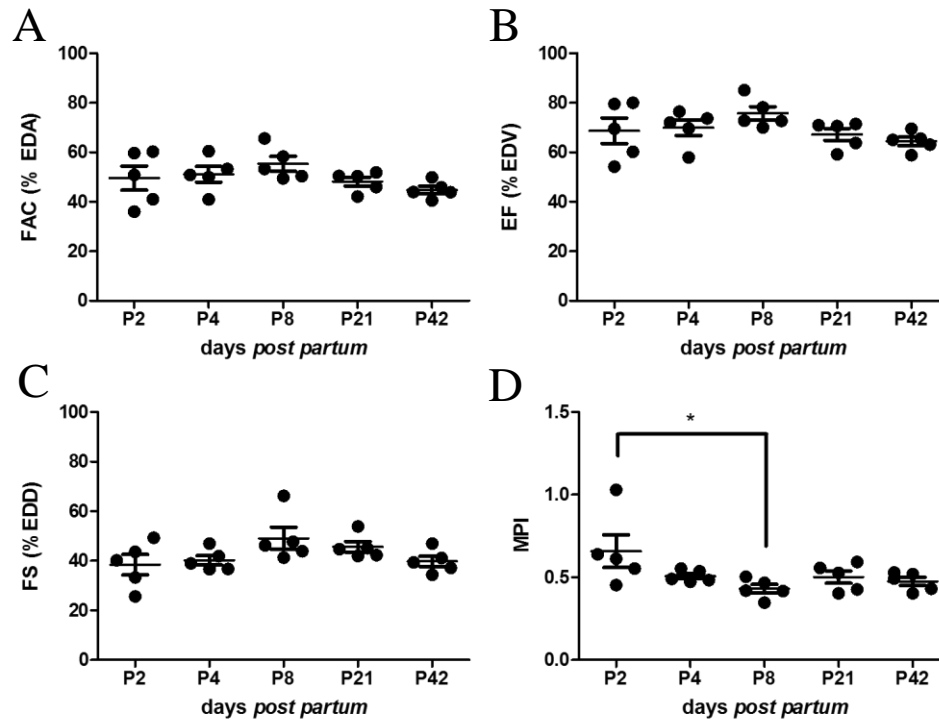 A
FAC (% EDA)
100
80
60
40
20
0
P2 P4 P8 P21 P42
days post partum
B
EF (% EDV)
100
80
60
40
20
0
P2 P4 P8 P21 P42
days post partum
C
FS (% EDD)
100
80
60
40
20
0
P2 P4 P8 P21 P42
days post partum
D
MPI
1.5
1.0
0.5
0.0
*
P2 P4 P8 P21 P42
days post partum